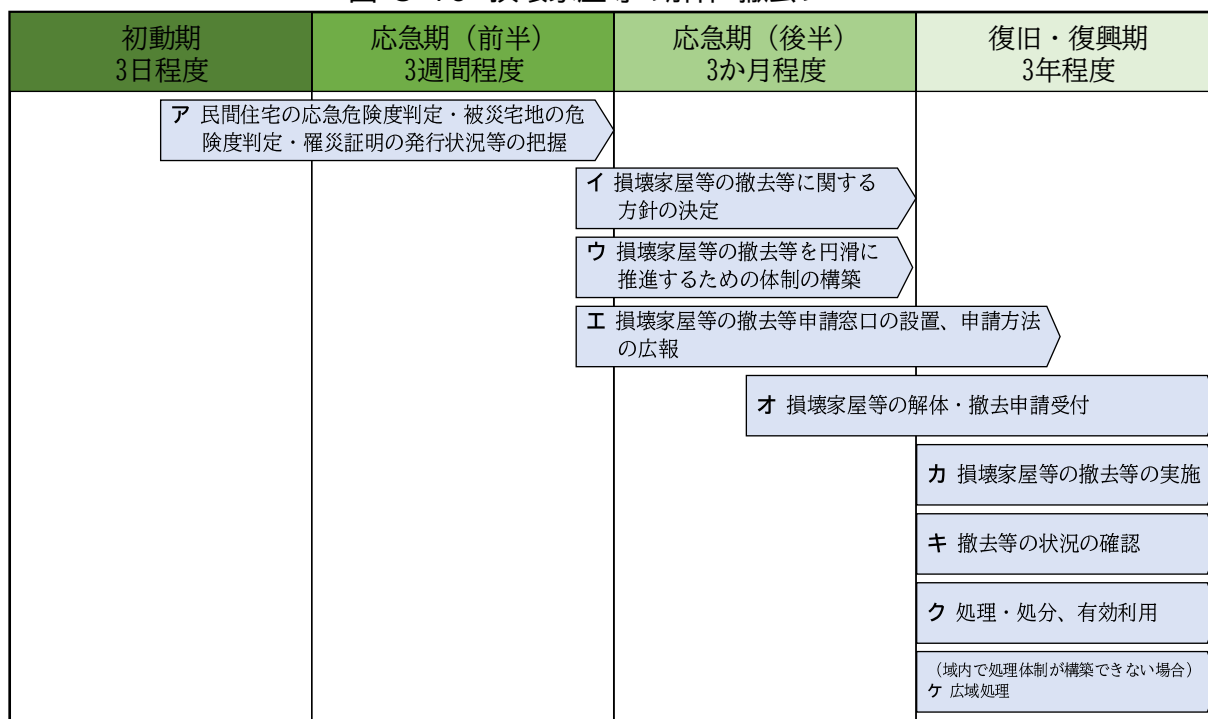 初動期
3日程度
応急期（前半）
3週間程度
応急期（後半）
3か月程度
復旧・復興期
3年程度
ア 民間住宅の応急危険度判定・被災宅地の危
険度判定・罹災証明の発行状況等の把握
イ 損壊家屋等の撤去等に関する
方針の決定
ウ 損壊家屋等の撤去等を円滑に
推進するための体制の構築
エ 損壊家屋等の撤去等申請窓口の設置、申請方法
の広報
オ 損壊家屋等の解体・撤去申請受付
カ 損壊家屋等の撤去等の実施
キ 撤去等の状況の確認
ク 処理・処分、有効利用
（域内で処理体制が構築できない場合）
ケ 広域処理